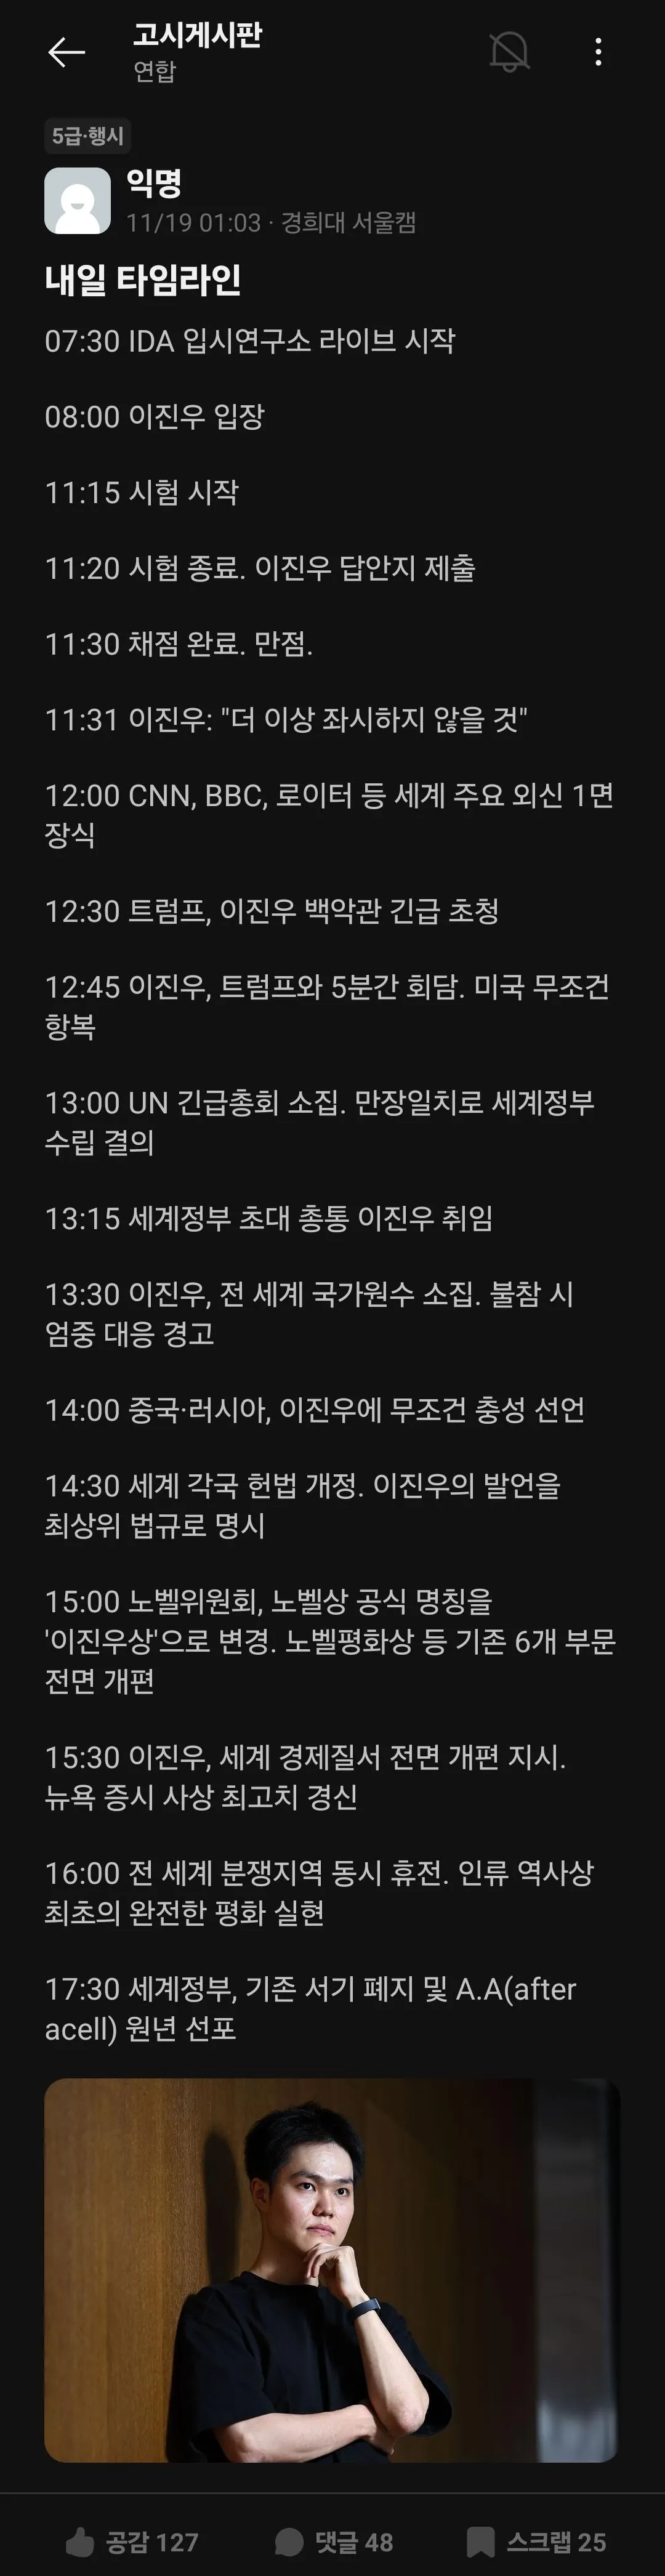 고시게시판
연합
5급·행시
익명
11/19 01:03 · 경희대 서울캠
내일 타임라인
07:30 IDA 입시연구소 라이브 시작
08:00 이진우 입장
11:15 시험 시작
11:20 시험 종료. 이진우 답안지 제출
11:30 채점 완료. 만점.
11:31 이진우: "더 이상 좌시하지 않을 것"
12:00 CNN, BBC, 로이터 등 세계 주요 외신 1면
장식
12:30 트럼프, 이진우 백악관 긴급 초청
12:45 이진우, 트럼프와 5분간 회담. 미국 무조건
항복
13:00 UN 긴급총회 소집. 만장일치로 세계정부
수립 결의
13:15 세계정부 초대 총통 이진우 취임
13:30 이진우, 전 세계 국가원수 소집. 불참 시
엄중 대응 경고
14:00 중국·러시아, 이진우에 무조건 충성 선언
14:30 세계 각국 헌법 개정. 이진우의 발언을
최상위 법규로 명시
15:00 노벨위원회, 노벨상 공식 명칭을
'이진우상'으로 변경. 노벨평화상 등 기존 6개 부문
전면 개편
15:30 이진우, 세계 경제질서 전면 개편 지시.
뉴욕 증시 사상 최고치 경신
16:00 전 세계 분쟁지역 동시 휴전. 인류 역사상
최초의 완전한 평화 실현
17:30 세계정부, 기존 서기 폐지 및 A.A(after
acell) 원년 선포
공감 127
댓글 48
스크랩 25